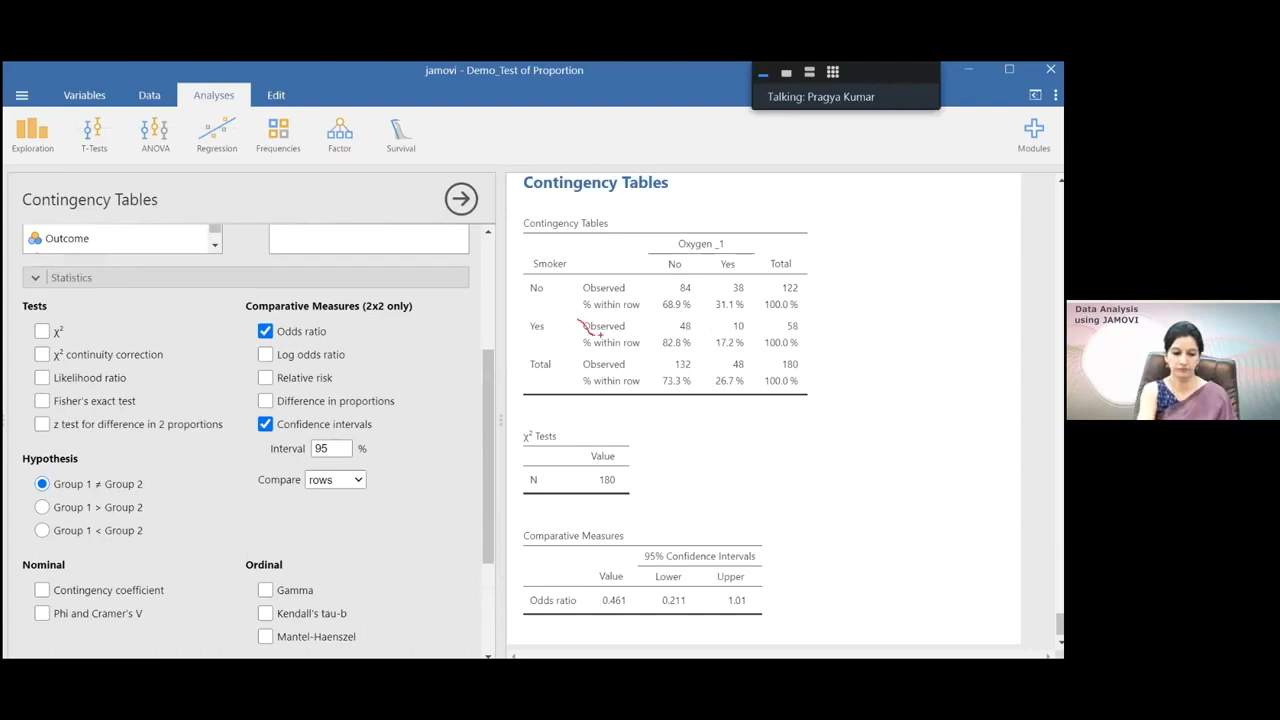 jamovi - Demo_Test of Proportion
Talking: Pragya Kumar
Variables Data Analyses Edit
Exploration T-Tests ANOVA Regression Frequencies Factor Survival Modules
Contingency Tables
Outcome
Statistics
Tests
χ²
χ² continuity correction
Likelihood ratio
Fisher's exact test
z test for difference in 2 proportions
Hypothesis
Group 1 ≠ Group 2
Group 1 > Group 2
Group 1 < Group 2
Nominal
Contingency coefficient
Phi and Cramer's V
Comparative Measures (2x2 only)
Odds ratio
Log odds ratio
Relative risk
Difference in proportions
Confidence intervals
Interval 95 %
Compare rows
Ordinal
Gamma
Kendall's tau-b
Mantel-Haenszel
Contingency Tables
Contingency Tables
Oxygen _1
Smoker No Yes Total
No Observed 84 38 122
% within row 68.9 % 31.1 % 100.0 %
Yes Observed 48 10 58
% within row 82.8 % 17.2 % 100.0 %
Total Observed 132 48 180
% within row 73.3 % 26.7 % 100.0 %
χ² Tests
Value
N 180
Comparative Measures
95% Confidence Intervals
Value Lower Upper
Odds ratio 0.461 0.211 1.01
Data Analysis
using JAMOVI